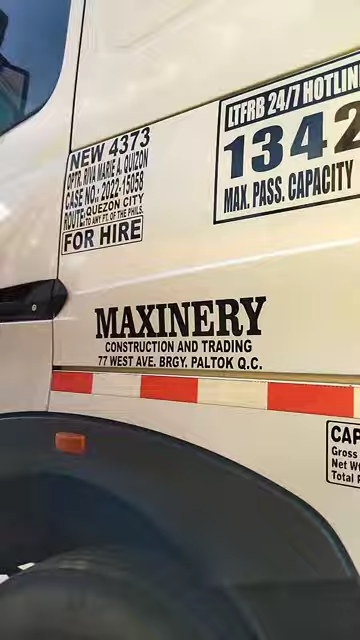 NEW 4373
OPTR. RIVA MARIE A. QUIZON
CASE NO.: 2022-15058
ROUTE: QUEZON CITY
TO ANY PT. OF THE PHILS.
FOR HIRE
LTFRB 24/7 HOTLIN
1342
MAX. PASS. CAPACITY
MAXINERY
CONSTRUCTION AND TRADING
77 WEST AVE. BRGY. PALTOK Q.C.
CAP
Gross
Net W
Total